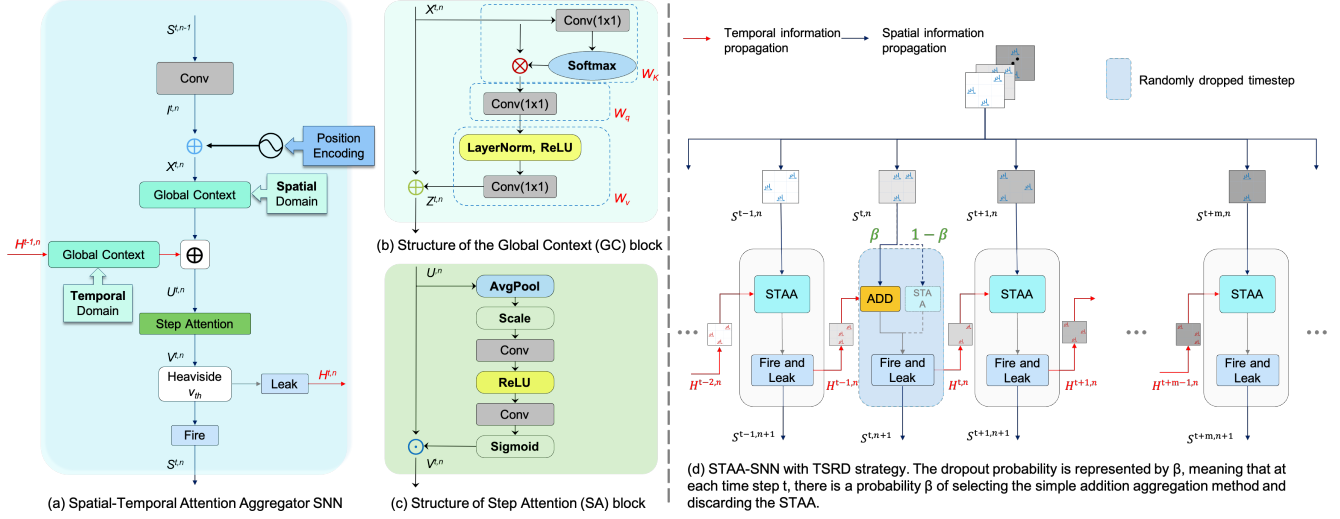 S^{t,n-1}
Conv
I^{t,n}
Position
Encoding
X^{t,n}
Global Context
Spatial
Domain
H^{t-1,n}
Global Context
Temporal
Domain
U^{t,n}
Step Attention
V^{t,n}
Heaviside
v_{th}
Leak
H^{t,n}
Fire
S^{t,n}
(a) Spatial-Temporal Attention Aggregator SNN
X^{t,n}
Conv(1x1)
Softmax
W_K
Conv(1x1)
W_q
LayerNorm, ReLU
Conv(1x1)
W_v
Z^{t,n}
(b) Structure of the Global Context (GC) block
U^{,n}
AvgPool
Scale
Conv
ReLU
Conv
Sigmoid
V^{t,n}
(c) Structure of Step Attention (SA) block
Temporal information
propagation
Spatial information
propagation
Randomly dropped timestep
S^{t-1,n}
S^{t,n}
S^{t+1,n}
S^{t+m,n}
β
1 − β
STAA
ADD
STA
A
STAA
STAA
Fire and
Leak
Fire and
Leak
Fire and
Leak
Fire and
Leak
H^{t-2,n}
H^{t-1,n}
H^{t,n}
H^{t+1,n}
H^{t+m-1,n}
S^{t-1,n+1}
S^{t,n+1}
S^{t+1,n+1}
S^{t+m,n+1}
(d) STAA-SNN with TSRD strategy. The dropout probability is represented by β, meaning that at
each time step t, there is a probability β of selecting the simple addition aggregation method and
discarding the STAA.